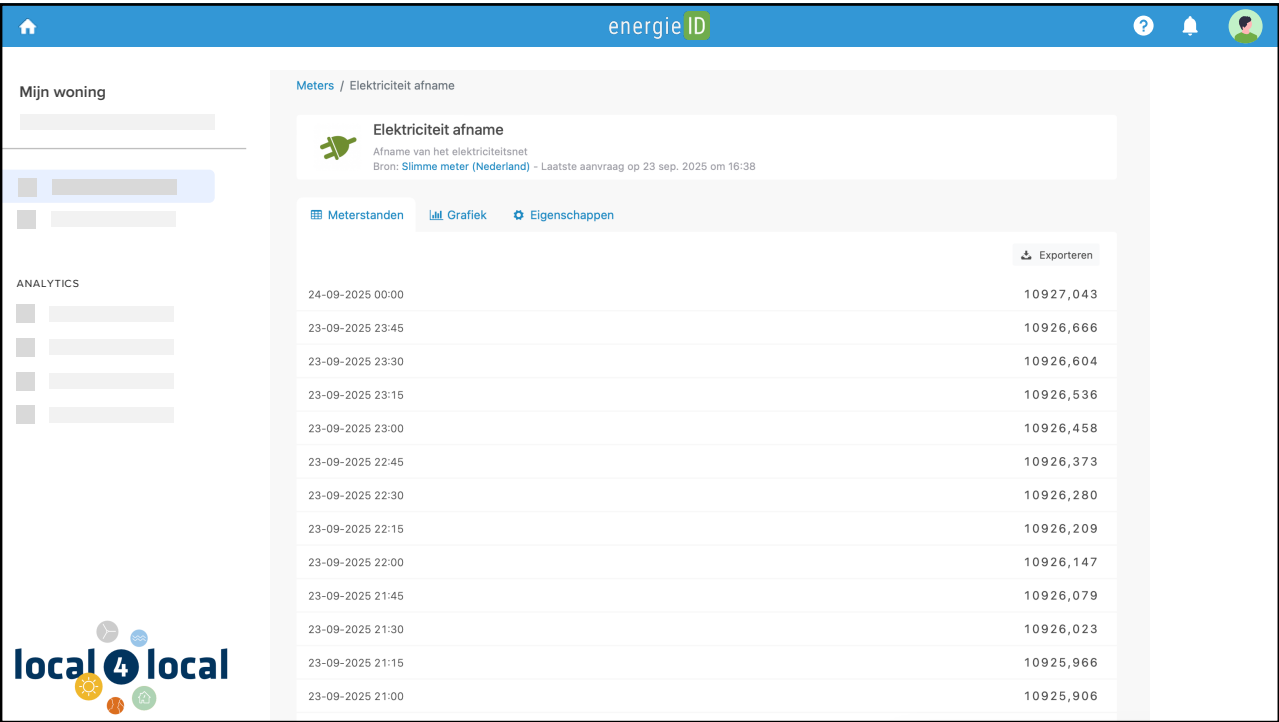 energie ID
?
Mijn woning
ANALYTICS
local 4 local
Meters / Elektriciteit afname
Elektriciteit afname
Afname van het elektriciteitsnet
Bron: Slimme meter (Nederland) - Laatste aanvraag op 23 sep. 2025 om 16:38
Meterstanden Grafiek Eigenschappen
Exporteren
24-09-2025 00:00 10927,043
23-09-2025 23:45 10926,666
23-09-2025 23:30 10926,604
23-09-2025 23:15 10926,536
23-09-2025 23:00 10926,458
23-09-2025 22:45 10926,373
23-09-2025 22:30 10926,280
23-09-2025 22:15 10926,209
23-09-2025 22:00 10926,147
23-09-2025 21:45 10926,079
23-09-2025 21:30 10926,023
23-09-2025 21:15 10925,966
23-09-2025 21:00 10925,906